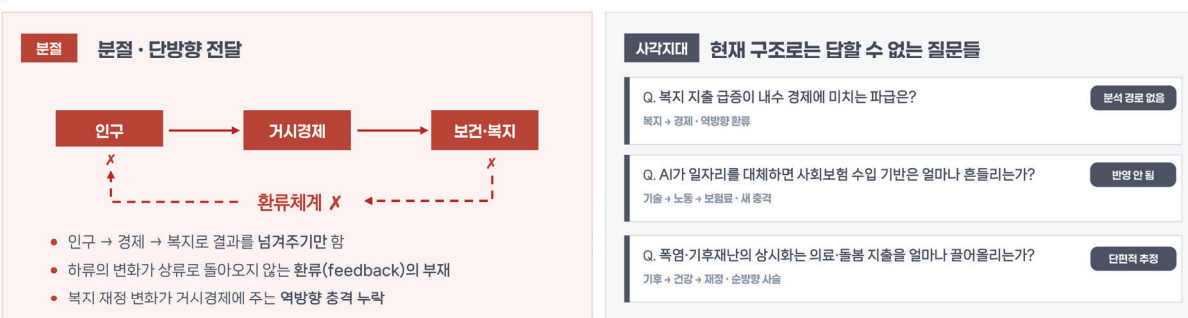 분절
분절 · 단방향 전달
인구
거시경제
보건·복지
✗
✗
환류체계 ✗
• 인구 → 경제 → 복지로 결과를 넘겨주기만 함
• 하류의 변화가 상류로 돌아오지 않는 환류(feedback)의 부재
• 복지 재정 변화가 거시경제에 주는 역방향 충격 누락
사각지대
현재 구조로는 답할 수 없는 질문들
Q. 복지 지출 급증이 내수 경제에 미치는 파급은?
분석 경로 없음
복지 → 경제 · 역방향 환류
Q. AI가 일자리를 대체하면 사회보험 수입 기반은 얼마나 흔들리는가?
반영 안 됨
기술 → 노동 → 보험료 · 새 충격
Q. 폭염·기후재난의 상시화는 의료·돌봄 지출을 얼마나 끌어올리는가?
단편적 추정
기후 → 건강 → 재정 · 순방향 사슬